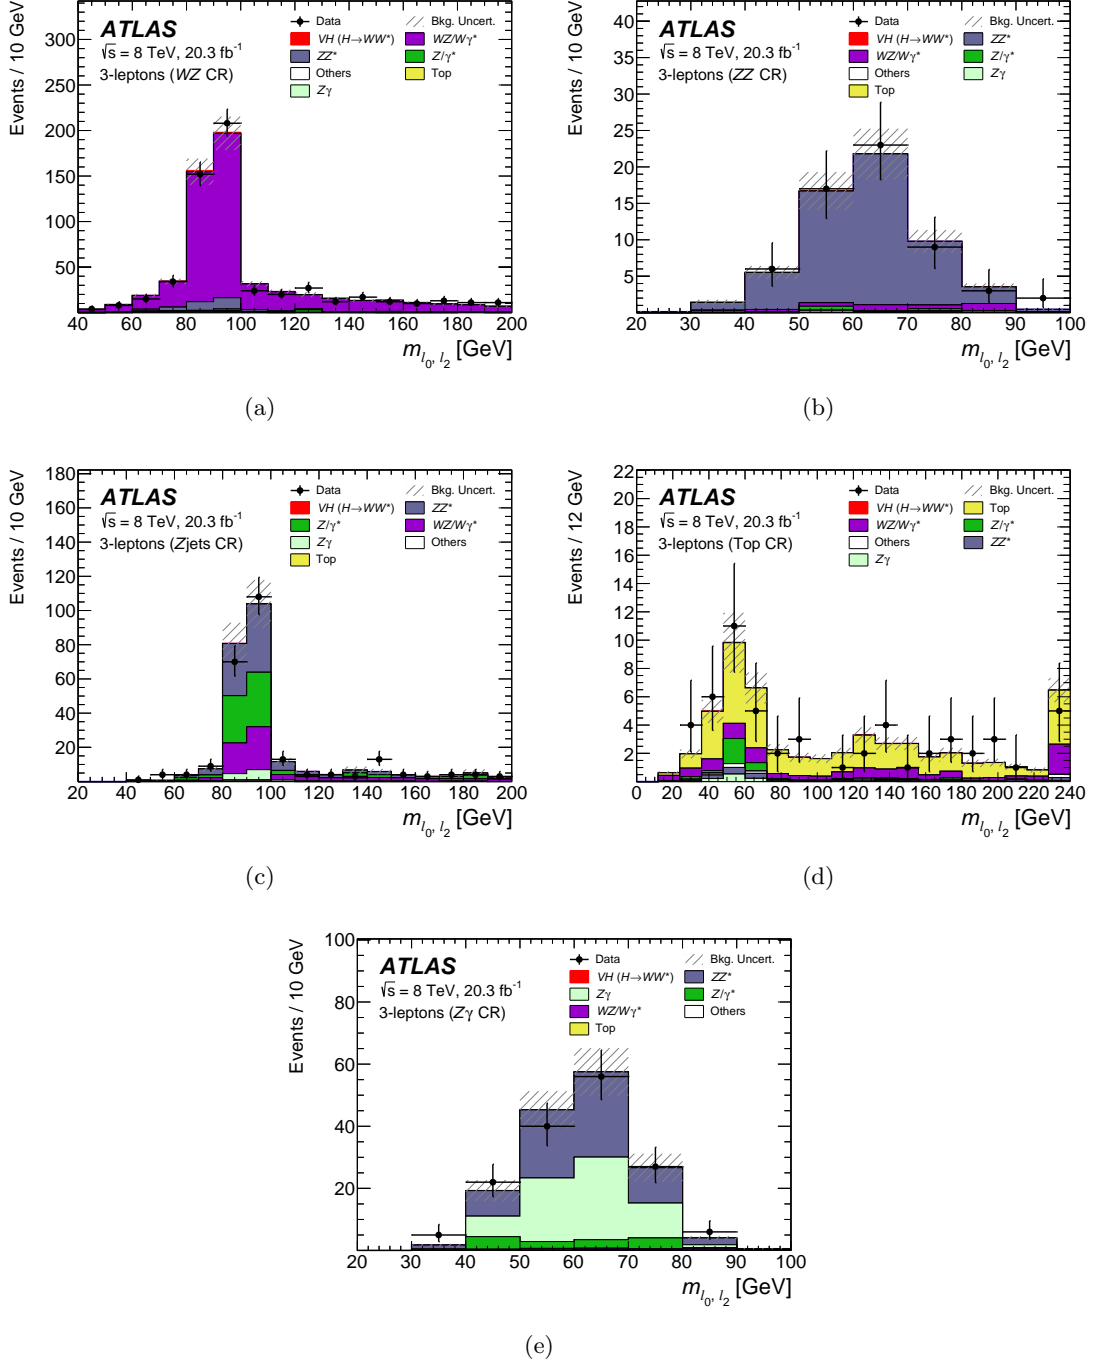 Events / 10 GeV
350
300
250
200
150
100
50
ATLAS
√s = 8 TeV, 20.3 fb⁻¹
3-leptons (WZ CR)
Data
Bkg. Uncert.
VH (H→WW*)
WZ/Wγ*
ZZ*
Z/γ*
Others
Top
Zγ
40 60 80 100 120 140 160 180 200
m_{l₀, l₂} [GeV]
(a)
Events / 10 GeV
40
35
30
25
20
15
10
5
ATLAS
√s = 8 TeV, 20.3 fb⁻¹
3-leptons (ZZ CR)
Data
Bkg. Uncert.
VH (H→WW*)
ZZ*
WZ/Wγ*
Z/γ*
Others
Zγ
Top
20 30 40 50 60 70 80 90 100
m_{l₀, l₂} [GeV]
(b)
Events / 10 GeV
180
160
140
120
100
80
60
40
20
ATLAS
√s = 8 TeV, 20.3 fb⁻¹
3-leptons (Zjets CR)
Data
Bkg. Uncert.
VH (H→WW*)
ZZ*
Z/γ*
WZ/Wγ*
Zγ
Others
Top
20 40 60 80 100 120 140 160 180 200
m_{l₀, l₂} [GeV]
(c)
Events / 12 GeV
22
20
18
16
14
12
10
8
6
4
2
ATLAS
√s = 8 TeV, 20.3 fb⁻¹
3-leptons (Top CR)
Data
Bkg. Uncert.
VH (H→WW*)
Top
WZ/Wγ*
Z/γ*
Others
ZZ*
Zγ
0 20 40 60 80 100 120 140 160 180 200 220 240
m_{l₀, l₂} [GeV]
(d)
Events / 10 GeV
100
80
60
40
20
ATLAS
√s = 8 TeV, 20.3 fb⁻¹
3-leptons (Zγ CR)
Data
Bkg. Uncert.
VH (H→WW*)
ZZ*
Zγ
Z/γ*
WZ/Wγ*
Others
Top
20 30 40 50 60 70 80 90 100
m_{l₀, l₂} [GeV]
(e)